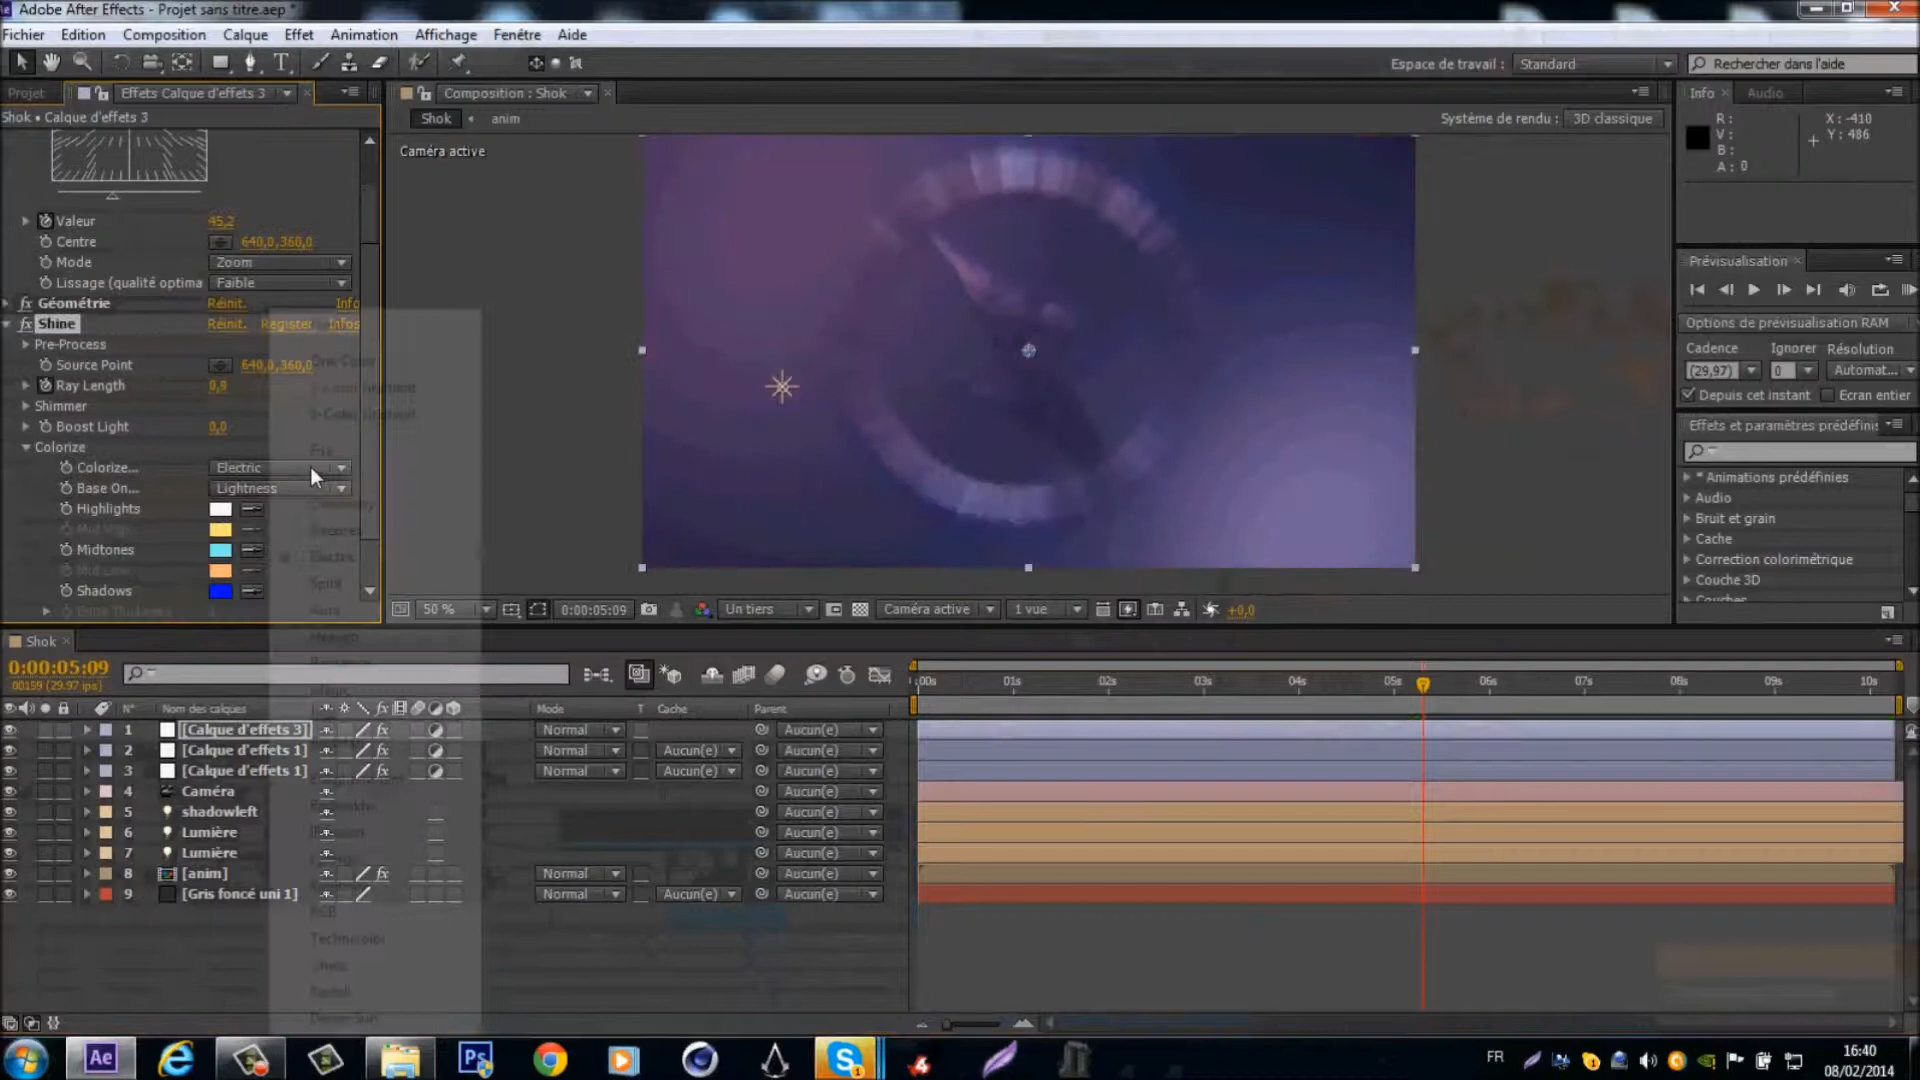 Adobe After Effects - Projet sans titre.aep *
Fichier Edition Composition Calque Effet Animation Affichage Fenêtre Aide
Espace de travail : Standard Rechercher dans l'aide
Projet Effets Calque d'effets 3 Composition : Shok Info Audio
Shok • Calque d'effets 3 Shok anim Système de rendu : 3D classique
Caméra active
R : X : -410
V : Y : 486
B :
A : 0
Valeur 45,2
Centre 640,0,360,0
Mode Zoom
Lissage (qualité optima Faible
Géométrie Réinit. Info
Shine Réinit. Register Infos
Pre-Process
Source Point 640,0,360,0
Ray Length 0,9
Shimmer
Boost Light 0,0
Colorize
Colorize... Electric
Base On... Lightness
Highlights
Midtones
Shadows
Prévisualisation
Options de prévisualisation RAM
Cadence Ignorer Résolution
(29,97) 0 Automat...
Depuis cet instant Ecran entier
Effets et paramètres prédéfinis
* Animations prédéfinies
Audio
Bruit et grain
Cache
Correction colorimétrique
Couche 3D
50 % 0:00:05:09 Un tiers Caméra active 1 vue +0,0
Shok
0:00:05:09
00159 (29.97 ips)
:00s 01s 02s 03s 04s 05s 06s 07s 08s 09s 10s
N° Nom des calques Mode T Cache Parent
1 [Calque d'effets 3] Normal Aucun(e)
2 [Calque d'effets 1] Normal Aucun(e) Aucun(e)
3 [Calque d'effets 1] Normal Aucun(e) Aucun(e)
4 Caméra Aucun(e)
5 shadowleft Aucun(e)
6 Lumière Aucun(e)
7 Lumière Aucun(e)
8 [anim] Normal Aucun(e)
9 [Gris foncé uni 1] Normal Aucun(e) Aucun(e)
Technicolor
FR
16:40
08/02/2014